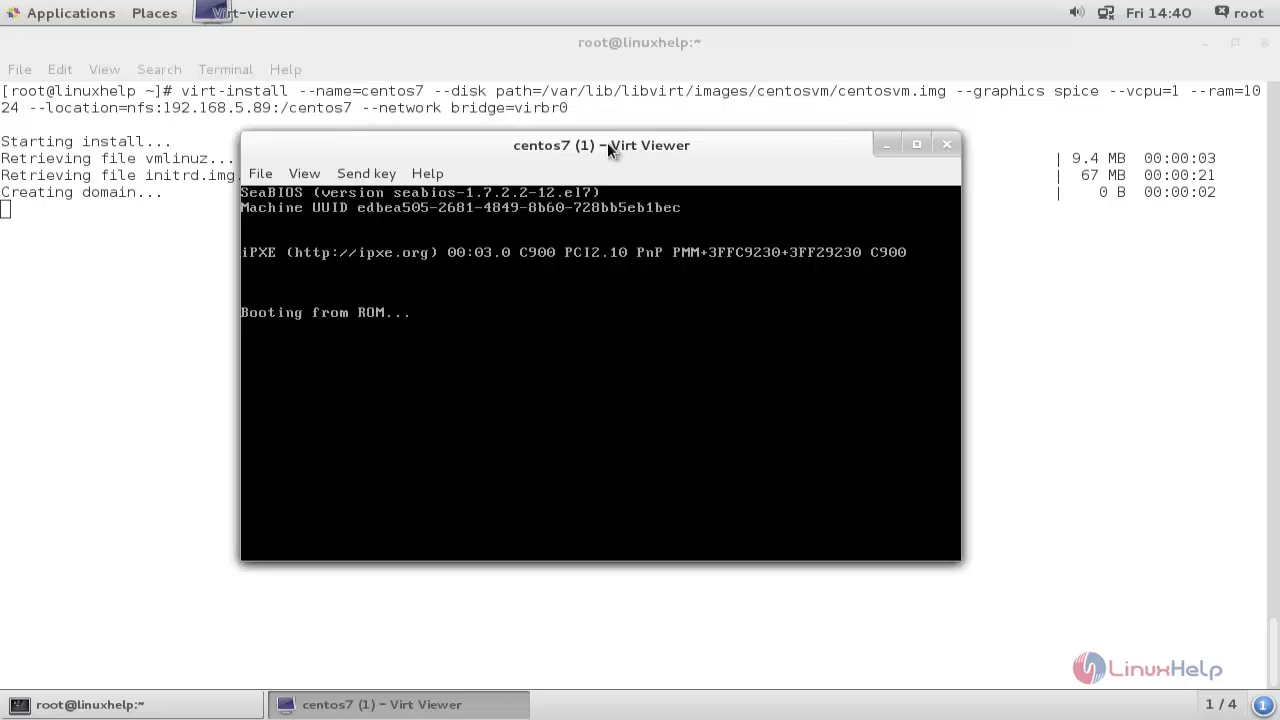 Applications Places Virt-viewer Fri 14:40 root
root@linuxhelp:~
File Edit View Search Terminal Help
[root@linuxhelp ~]# virt-install --name=centos7 --disk path=/var/lib/libvirt/images/centosvm/centosvm.img --graphics spice --vcpu=1 --ram=10
24 --location=nfs:192.168.5.89:/centos7 --network bridge=virbr0
Starting install...
Retrieving file vmlinuz... | 9.4 MB 00:00:03
Retrieving file initrd.img. | 67 MB 00:00:21
Creating domain... | 0 B 00:00:02
centos7 (1) - Virt Viewer
File View Send key Help
SeaBIOS (version seabios-1.7.2.2-12.el7)
Machine UUID edbea505-2681-4849-8b60-728bb5eb1bec
iPXE (http://ipxe.org) 00:03.0 C900 PCI2.10 PnP PMM+3FFC9230+3FF29230 C900
Booting from ROM...
LinuxHelp
root@linuxhelp:~ centos7 (1) - Virt Viewer 1 / 4 1